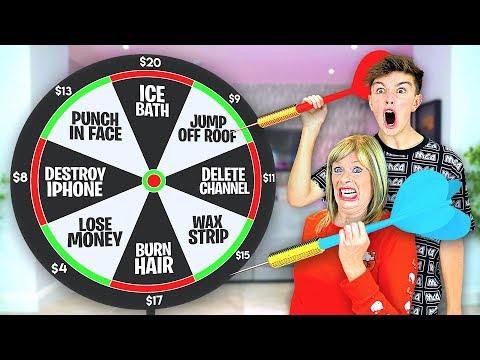 $20
$13
$9
ICE
BATH
PUNCH
IN FACE
JUMP
OFF ROOF
$8
DESTROY
IPHONE
DELETE
CHANNEL
$11
LOSE
MONEY
WAX
STRIP
BURN
HAIR
$4
$15
$17